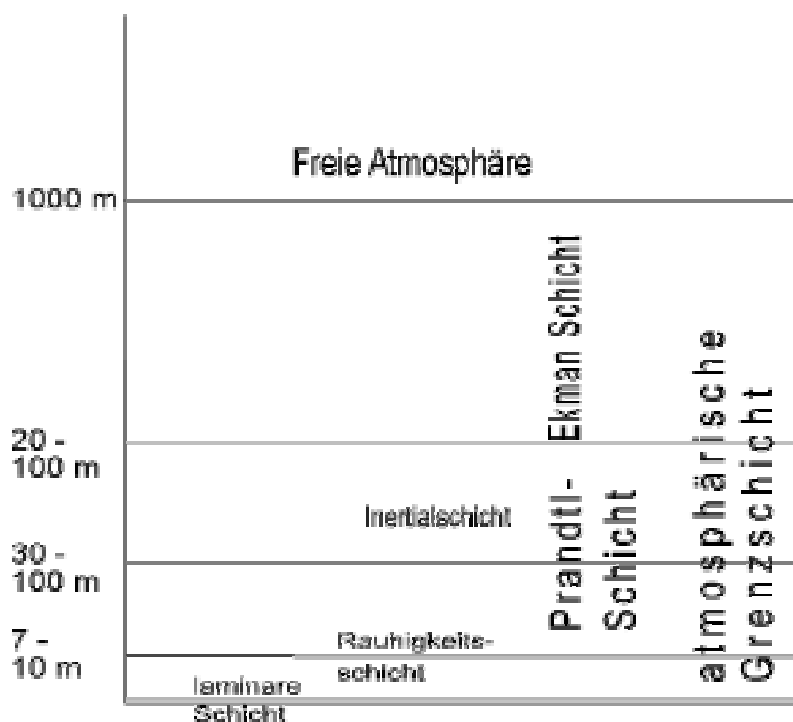 Freie Atmosphäre
1000 m
Ekman Schicht
20 -
100 m
Inertialschicht
Prandtl-
Schicht
atmosphärische
Grenzschicht
30 -
100 m
7 -
10 m
Rauhigkeits-
schicht
laminare
Schicht